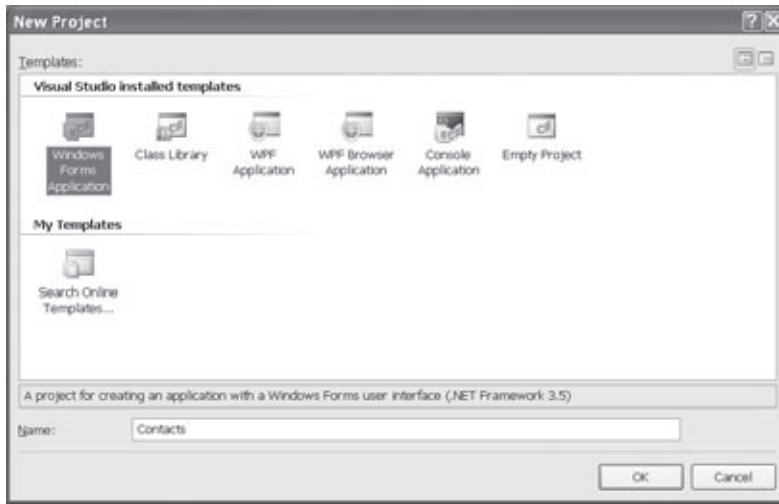 New Project
Templates:
Visual Studio installed templates
Windows Forms Application
Class Library
WPF Application
WPF Browser Application
Console Application
Empty Project
My Templates
Search Online Templates...
A project for creating an application with a Windows Forms user interface (.NET Framework 3.5)
Name:
Contacts
OK
Cancel